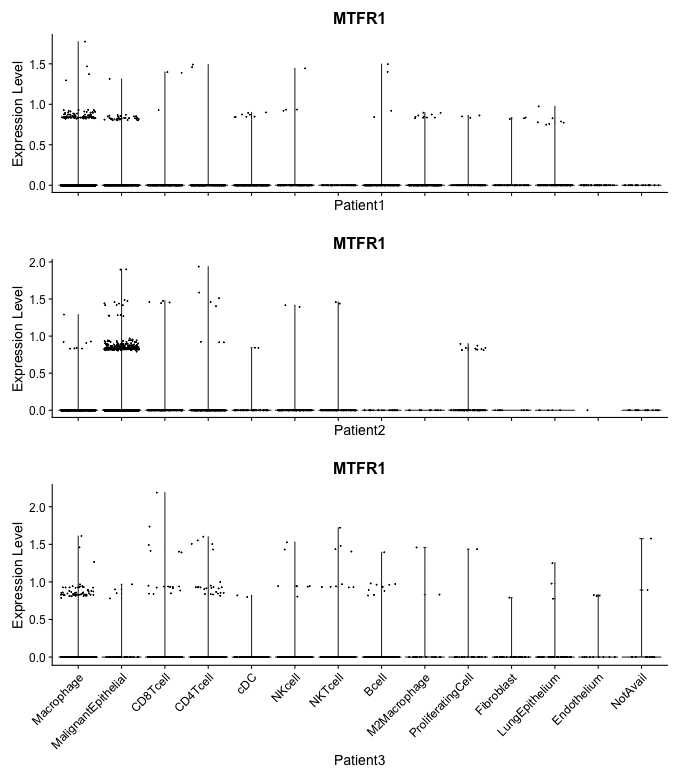 MTFR1
Expression Level
1.5
1.0
0.5
0.0
Patient1
MTFR1
Expression Level
2.0
1.5
1.0
0.5
0.0
Patient2
MTFR1
Expression Level
2.0
1.5
1.0
0.5
0.0
Macrophage
MalignantEpithelial
CD8Tcell
CD4Tcell
cDC
NKcell
NKTcell
Bcell
M2Macrophage
ProliferatingCell
Fibroblast
LungEpithelium
Endothelium
NotAvail
Patient3